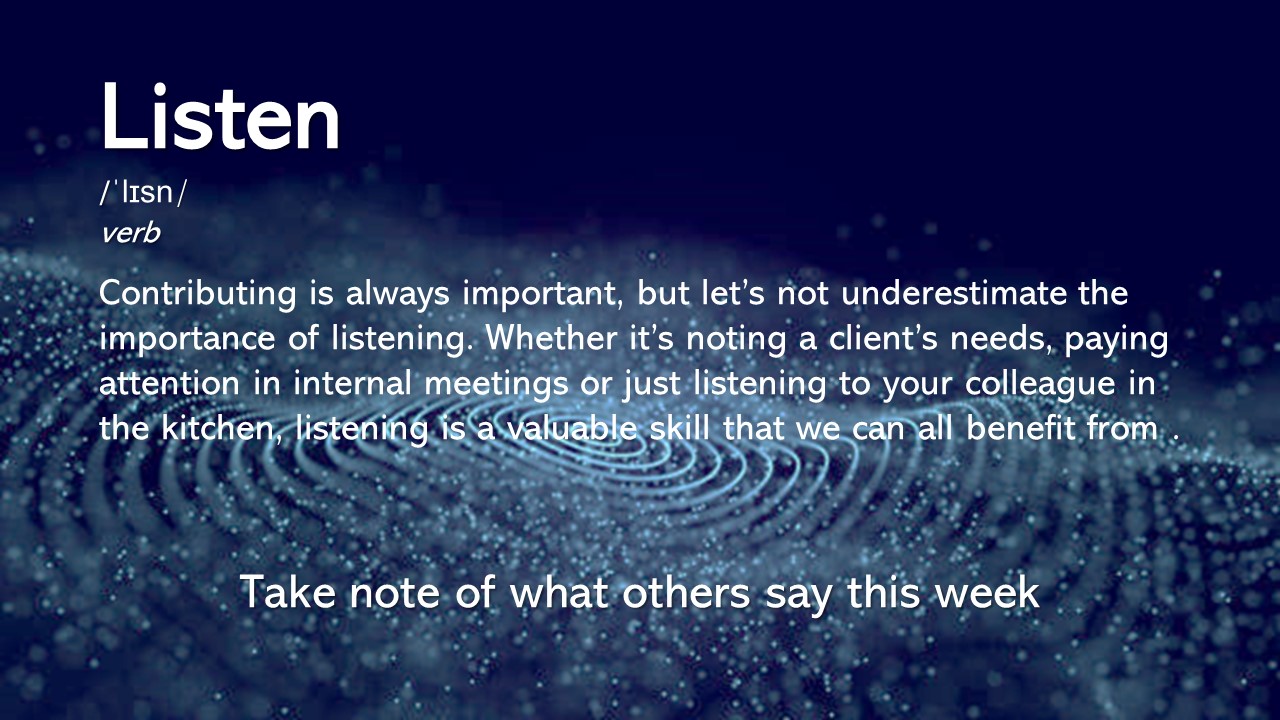 Listen
/ˈlɪsn/
verb
Contributing is always important, but let’s not underestimate the
importance of listening. Whether it’s noting a client’s needs, paying
attention in internal meetings or just listening to your colleague in
the kitchen, listening is a valuable skill that we can all benefit from .
Take note of what others say this week